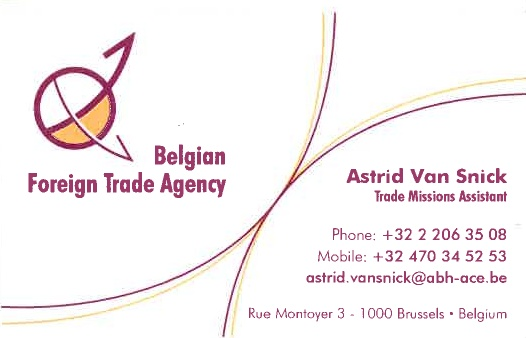 Belgian
Foreign Trade Agency
Astrid Van Snick
Trade Missions Assistant
Phone: +32 2 206 35 08
Mobile: +32 470 34 52 53
astrid.vansnick@abh-ace.be
Rue Montoyer 3 - 1000 Brussels • Belgium